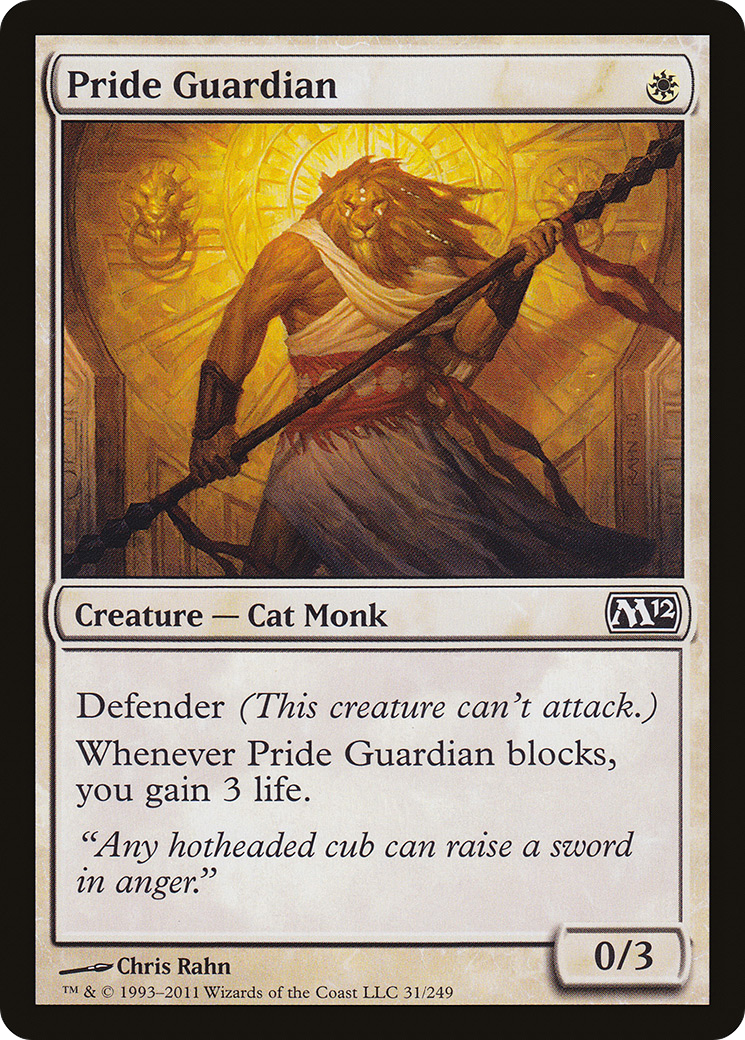 Pride Guardian
RAHN 10
Creature — Cat Monk
M12
Defender (This creature can't attack.)
Whenever Pride Guardian blocks,
you gain 3 life.
“Any hotheaded cub can raise a sword
in anger.”
0/3
Chris Rahn
™ & © 1993–2011 Wizards of the Coast LLC 31/249